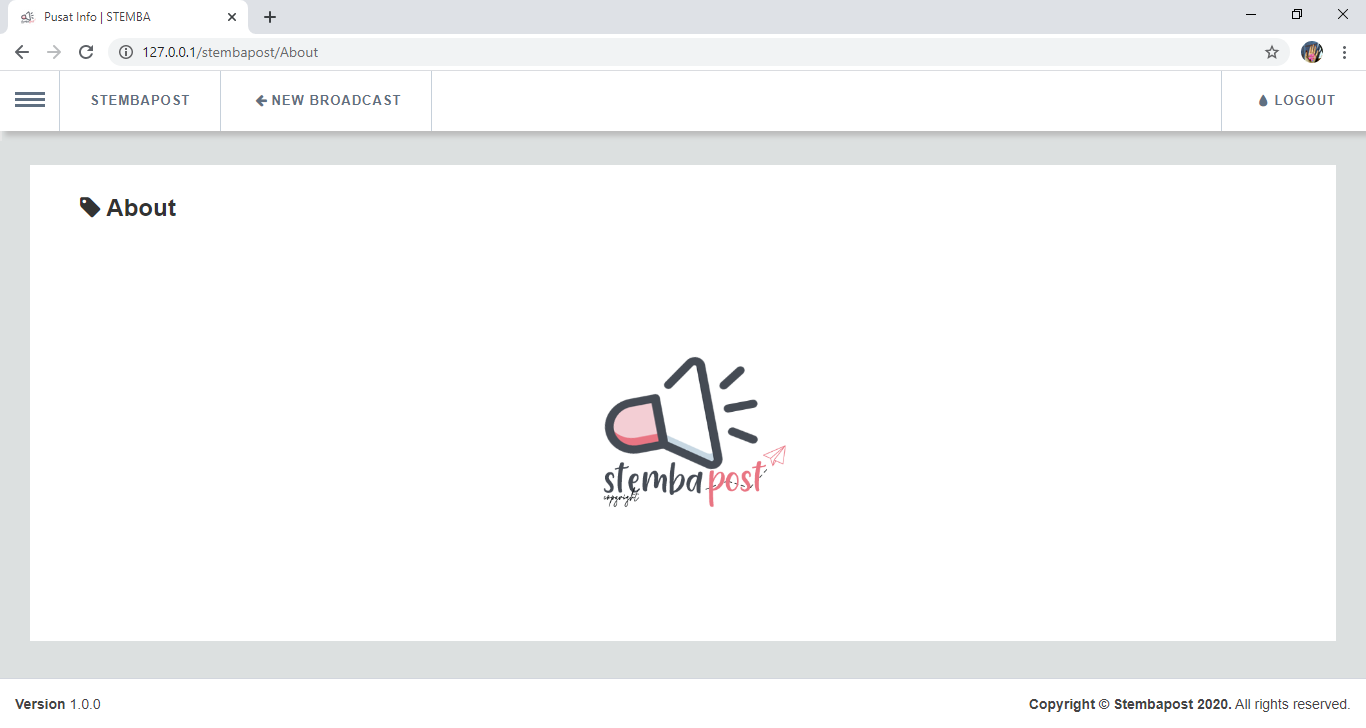 Pusat Info | STEMBA
127.0.0.1/stembapost/About
STEMBAPOST
NEW BROADCAST
LOGOUT
About
stembapost
copyright
Version 1.0.0
Copyright © Stembapost 2020. All rights reserved.